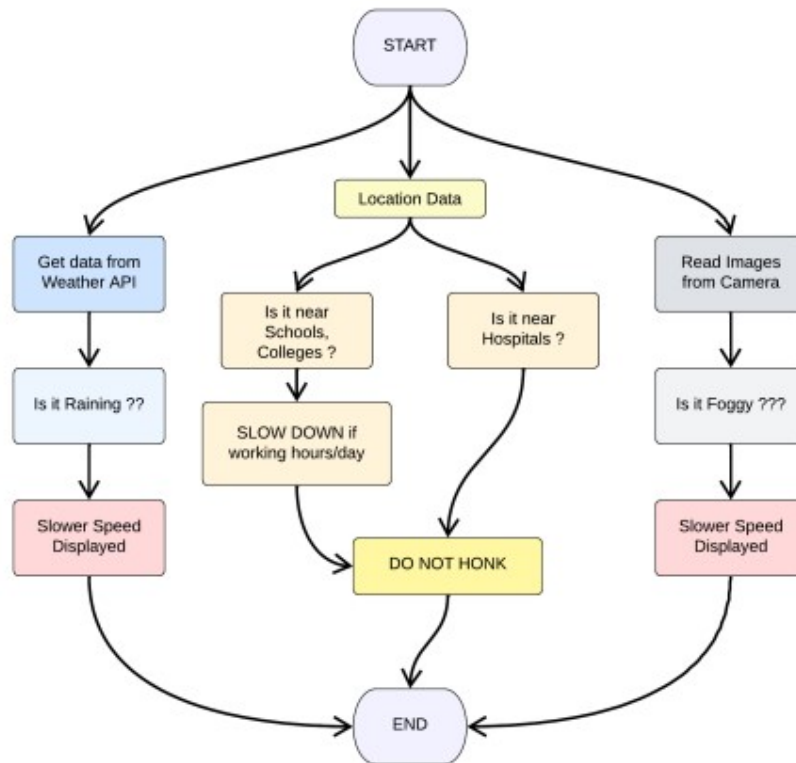 START
Location Data
Get data from
Weather API
Read Images
from Camera
Is it near
Schools,
Colleges ?
Is it near
Hospitals ?
Is it Raining ??
Is it Foggy ???
SLOW DOWN if
working hours/day
Slower Speed
Displayed
DO NOT HONK
Slower Speed
Displayed
END